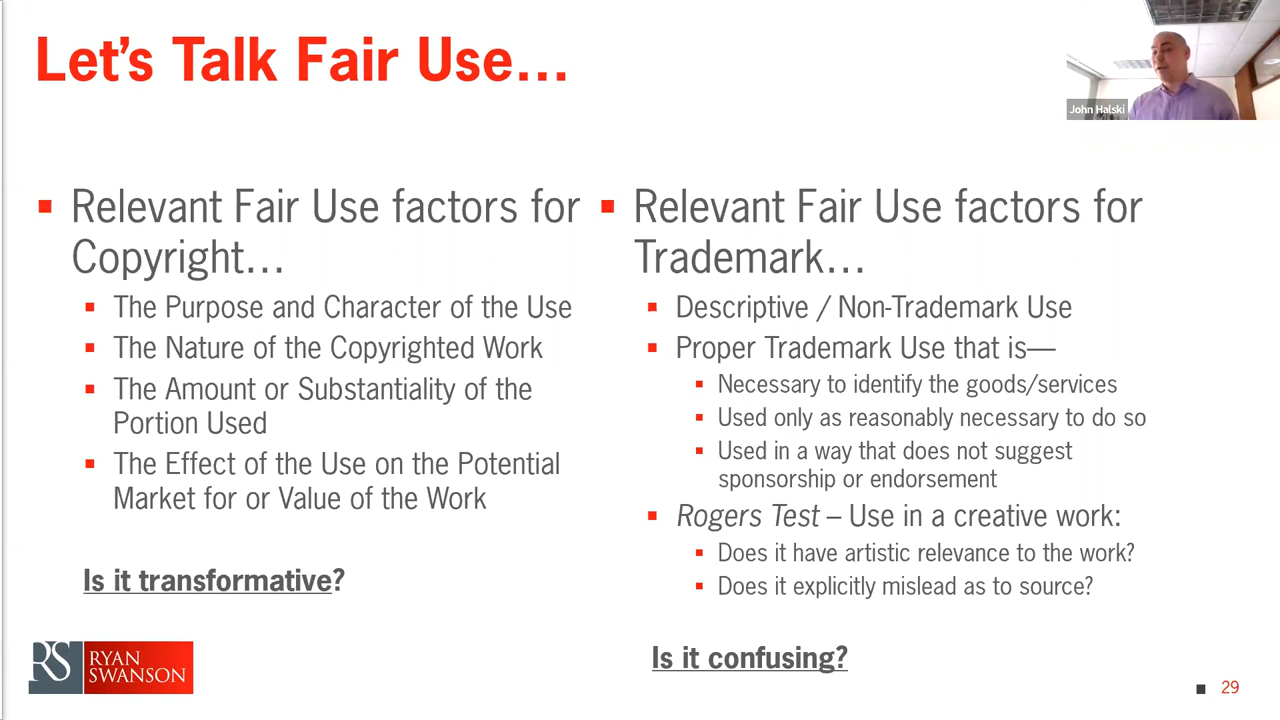 Let's Talk Fair Use...
John Halski
Relevant Fair Use factors for
Copyright...
The Purpose and Character of the Use
The Nature of the Copyrighted Work
The Amount or Substantiality of the
Portion Used
The Effect of the Use on the Potential
Market for or Value of the Work
Is it transformative?
Relevant Fair Use factors for
Trademark...
Descriptive / Non-Trademark Use
Proper Trademark Use that is—
Necessary to identify the goods/services
Used only as reasonably necessary to do so
Used in a way that does not suggest
sponsorship or endorsement
Rogers Test – Use in a creative work:
Does it have artistic relevance to the work?
Does it explicitly mislead as to source?
Is it confusing?
RS RYAN
SWANSON
29